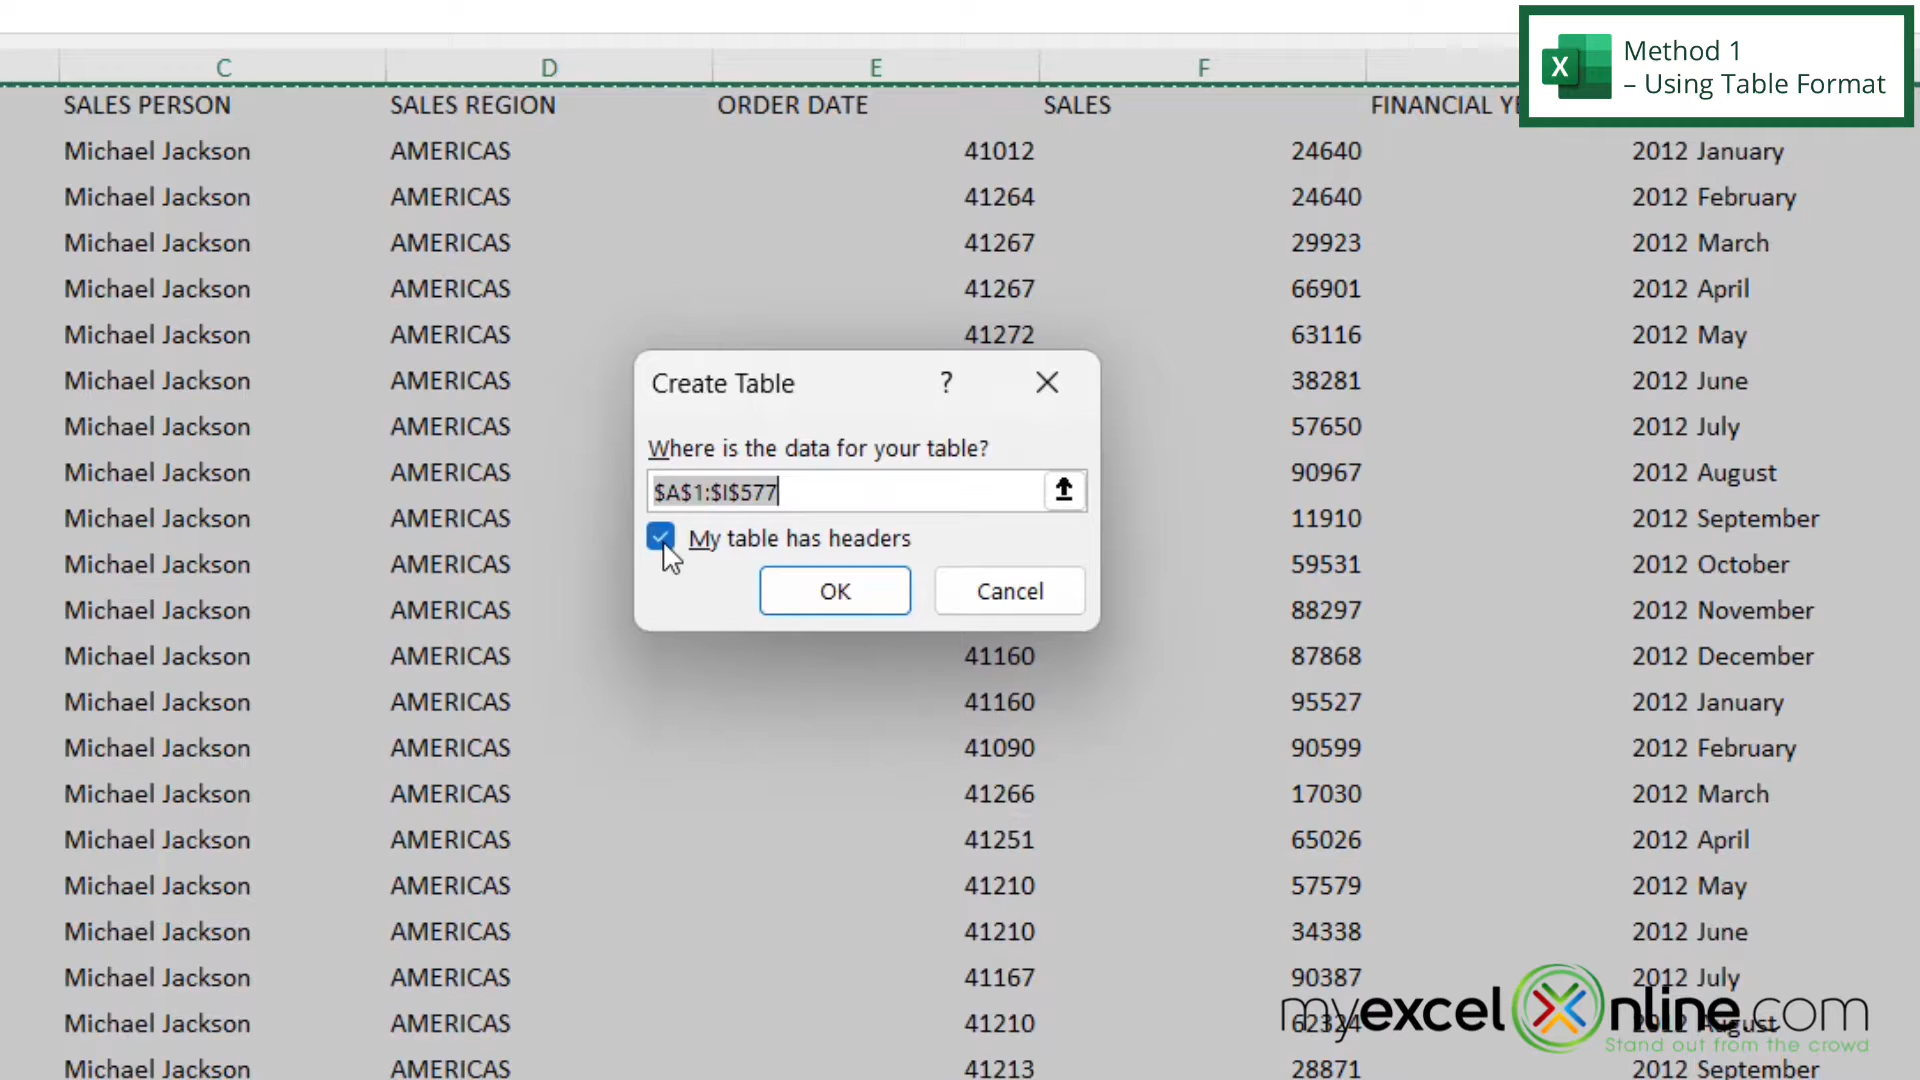 Method 1
– Using Table Format
X
C D E F
SALES PERSON SALES REGION ORDER DATE SALES FINANCIAL
Michael Jackson AMERICAS 41012 24640 2012 January
Michael Jackson AMERICAS 41264 24640 2012 February
Michael Jackson AMERICAS 41267 29923 2012 March
Michael Jackson AMERICAS 41267 66901 2012 April
Michael Jackson AMERICAS 41272 63116 2012 May
Michael Jackson AMERICAS 38281 2012 June
Michael Jackson AMERICAS 57650 2012 July
Michael Jackson AMERICAS 90967 2012 August
Michael Jackson AMERICAS 11910 2012 September
Michael Jackson AMERICAS 59531 2012 October
Michael Jackson AMERICAS 88297 2012 November
Michael Jackson AMERICAS 41160 87868 2012 December
Michael Jackson AMERICAS 41160 95527 2012 January
Michael Jackson AMERICAS 41090 90599 2012 February
Michael Jackson AMERICAS 41266 17030 2012 March
Michael Jackson AMERICAS 41251 65026 2012 April
Michael Jackson AMERICAS 41210 57579 2012 May
Michael Jackson AMERICAS 41210 34338 2012 June
Michael Jackson AMERICAS 41167 90387 2012 July
Michael Jackson AMERICAS 41210 62324 2012 August
Michael Jackson AMERICAS 41213 28871 2012 September
Create Table ?
Where is the data for your table?
$A$1:$I$577
My table has headers
OK Cancel
myexcelonline.com
Stand out from the crowd